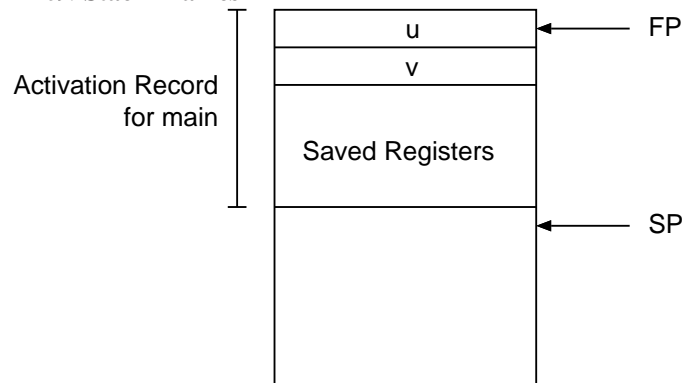 u
FP
v
Activation Record
for main
Saved Registers
SP